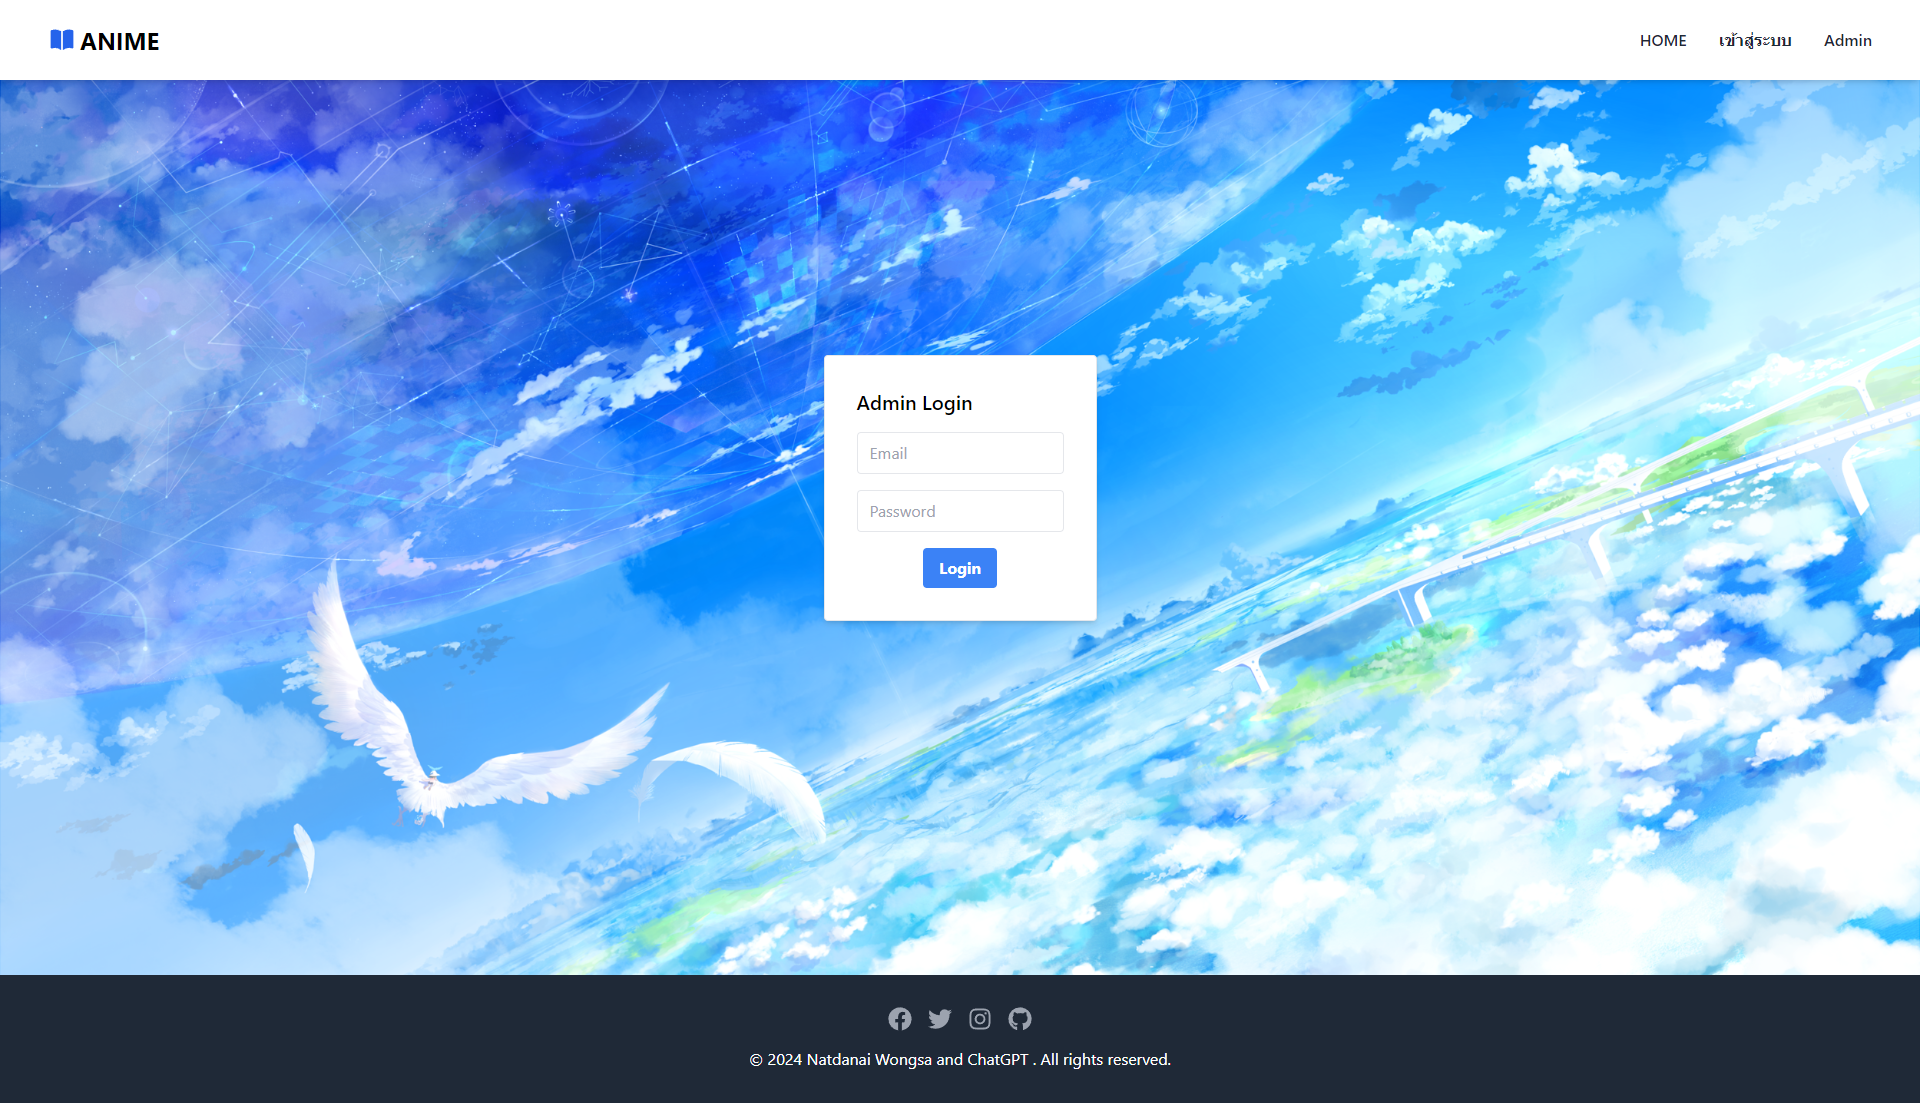 ANIME
HOME เข้าสู่ระบบ Admin
Admin Login
Email
Password
Login
© 2024 Natdanai Wongsa and ChatGPT . All rights reserved.